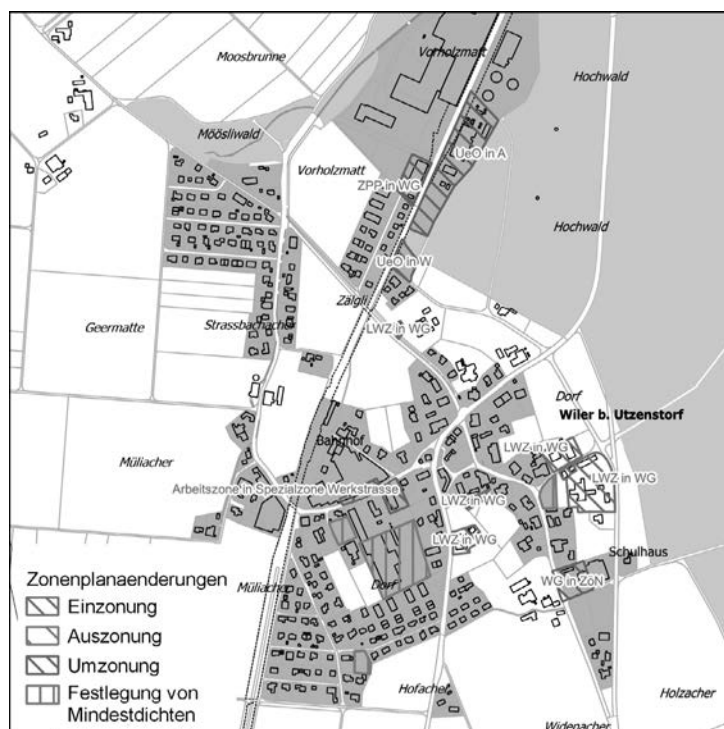 Moosbrunne
Vorholzmatt
Hochwald
Möösliwald
UeO in A
Vorholzmatt
ZPP in WG
Hochwald
UeO in W
Zälgli
Geermatte
Strassbachacher
LWZ in WG
Dorf
Wiler b. Utzenstorf
Bahnhof
Müliacher
LWZ in WG
LWZ in WG
Arbeitszone in Spezialzone Werkstrasse
LWZ in WG
LWZ in WG
Schulhaus
WG in ZöN
Müliacher
Dorf
Hofacher
Holzacher
Widenacher
Zonenplanaenderungen
Einzonung
Auszonung
Umzonung
Festlegung von
Mindestdichten